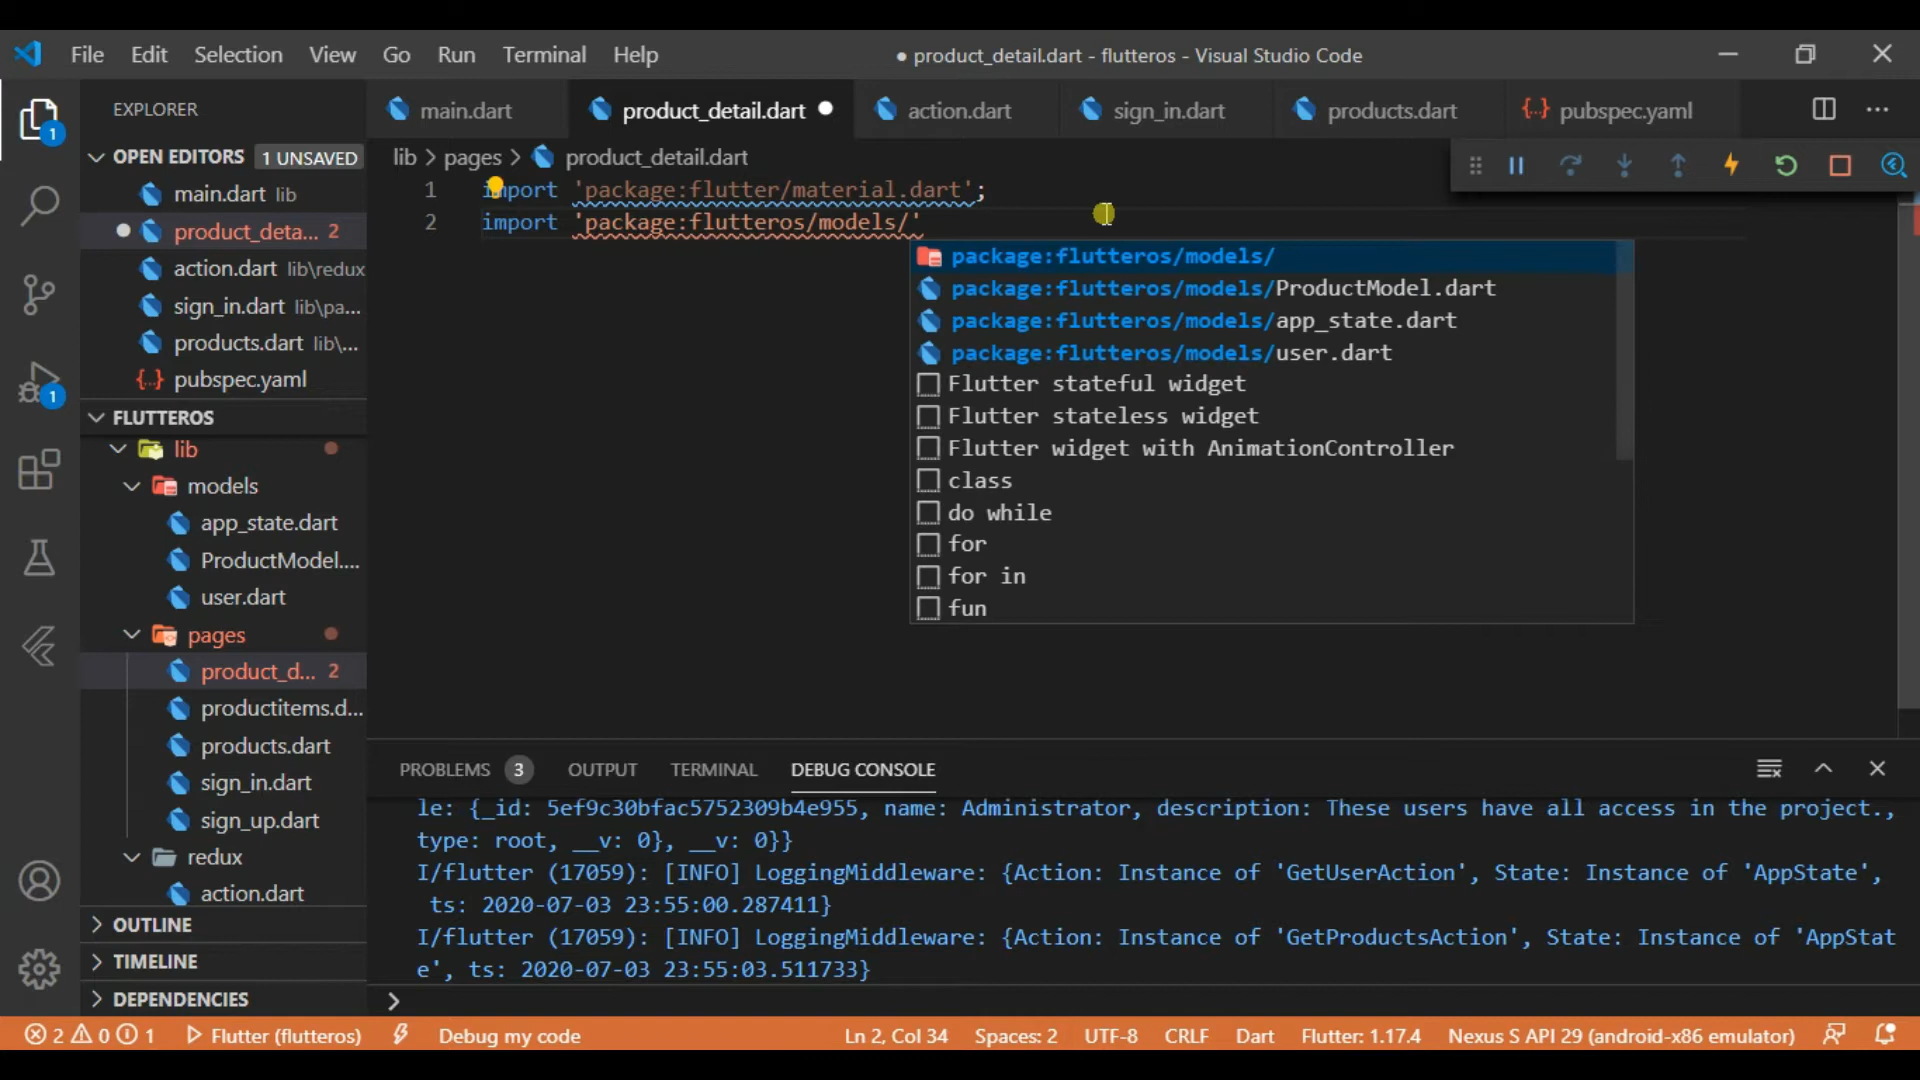 File Edit Selection View Go Run Terminal Help
● product_detail.dart - flutteros - Visual Studio Code
EXPLORER
main.dart product_detail.dart action.dart sign_in.dart products.dart pubspec.yaml
OPEN EDITORS 1 UNSAVED
lib > pages > product_detail.dart
main.dart lib
product_deta... 2
action.dart lib\redux
sign_in.dart lib\pa...
products.dart lib\...
pubspec.yaml
FLUTTEROS
lib
models
app_state.dart
ProductModel....
user.dart
pages
product_d... 2
productitems.d...
products.dart
sign_in.dart
sign_up.dart
redux
action.dart
OUTLINE
TIMELINE
DEPENDENCIES
1
1
1 import 'package:flutter/material.dart';
2 import 'package:flutteros/models/'
package:flutteros/models/
package:flutteros/models/ProductModel.dart
package:flutteros/models/app_state.dart
package:flutteros/models/user.dart
Flutter stateful widget
Flutter stateless widget
Flutter widget with AnimationController
class
do while
for
for in
fun
PROBLEMS 3 OUTPUT TERMINAL DEBUG CONSOLE
le: {_id: 5ef9c30bfac5752309b4e955, name: Administrator, description: These users have all access in the project.,
type: root, __v: 0}, __v: 0}}
I/flutter (17059): [INFO] LoggingMiddleware: {Action: Instance of 'GetUserAction', State: Instance of 'AppState',
ts: 2020-07-03 23:55:00.287411}
I/flutter (17059): [INFO] LoggingMiddleware: {Action: Instance of 'GetProductsAction', State: Instance of 'AppStat
e', ts: 2020-07-03 23:55:03.511733}
2 0 1 Flutter (flutteros) Debug my code Ln 2, Col 34 Spaces: 2 UTF-8 CRLF Dart Flutter: 1.17.4 Nexus S API 29 (android-x86 emulator)